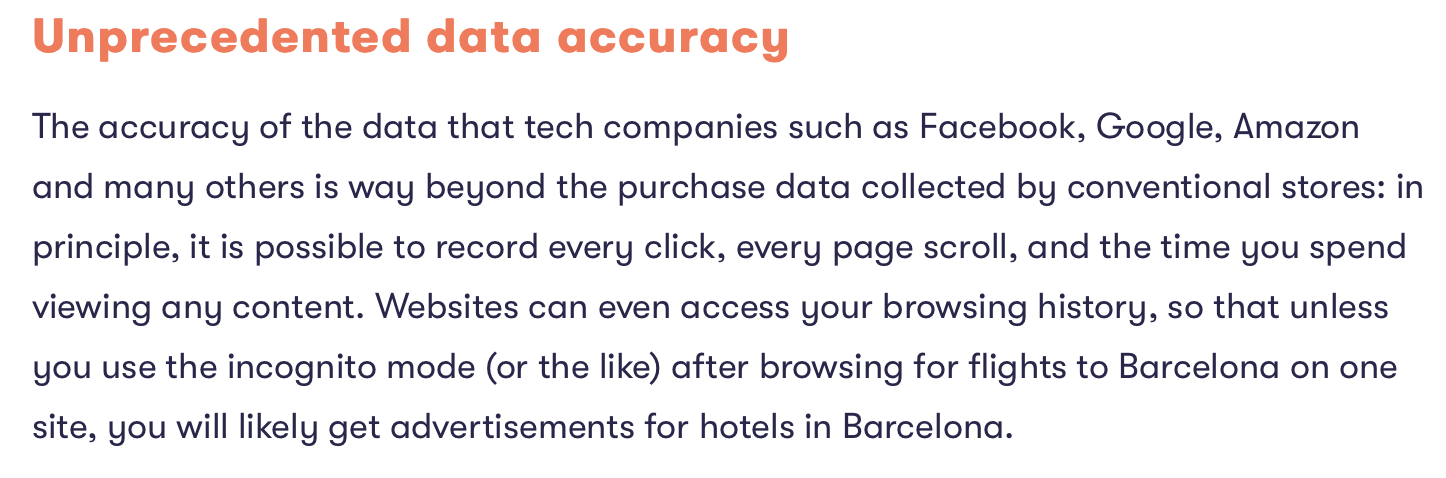 Unprecedented data accuracy
The accuracy of the data that tech companies such as Facebook, Google, Amazon
and many others is way beyond the purchase data collected by conventional stores: in
principle, it is possible to record every click, every page scroll, and the time you spend
viewing any content. Websites can even access your browsing history, so that unless
you use the incognito mode (or the like) after browsing for flights to Barcelona on one
site, you will likely get advertisements for hotels in Barcelona.